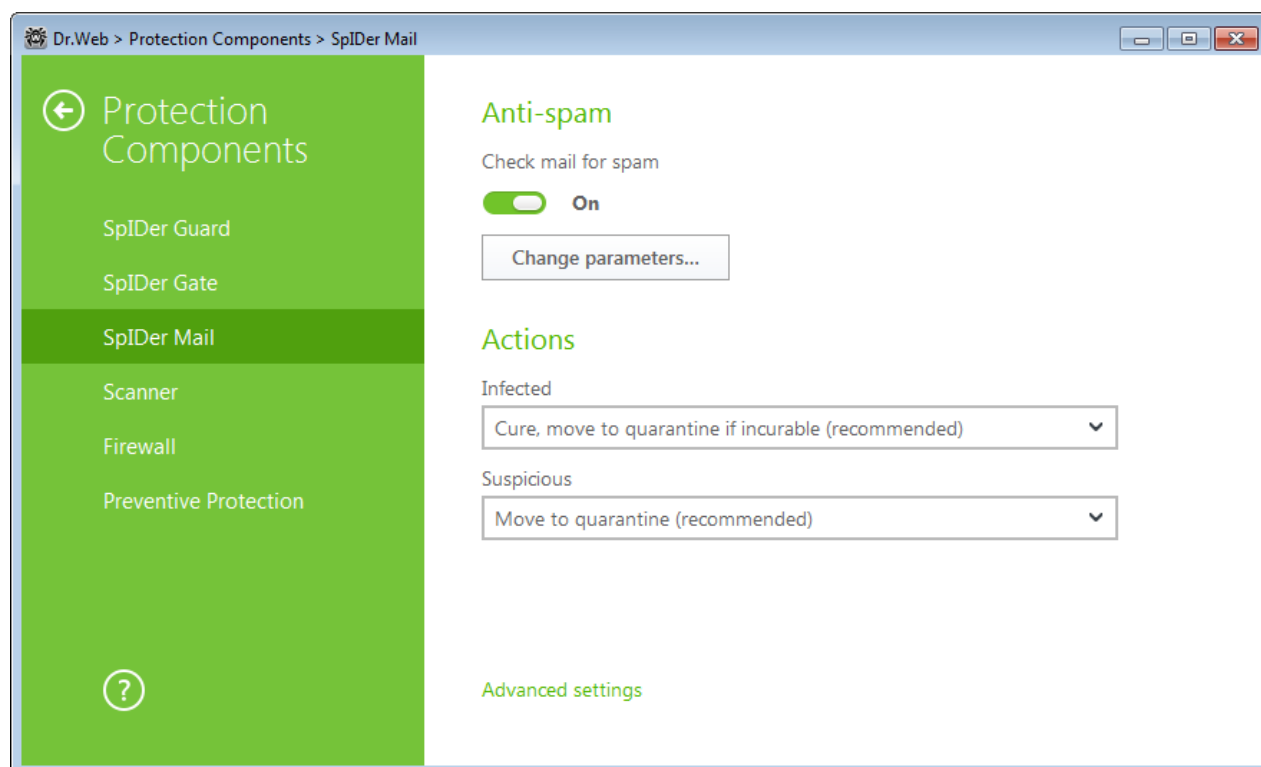 Dr.Web > Protection Components > SpIDer Mail
Protection
Components
SpIDer Guard
SpIDer Gate
SpIDer Mail
Scanner
Firewall
Preventive Protection
?
Anti-spam
Check mail for spam
On
Change parameters...
Actions
Infected
Cure, move to quarantine if incurable (recommended)
Suspicious
Move to quarantine (recommended)
Advanced settings